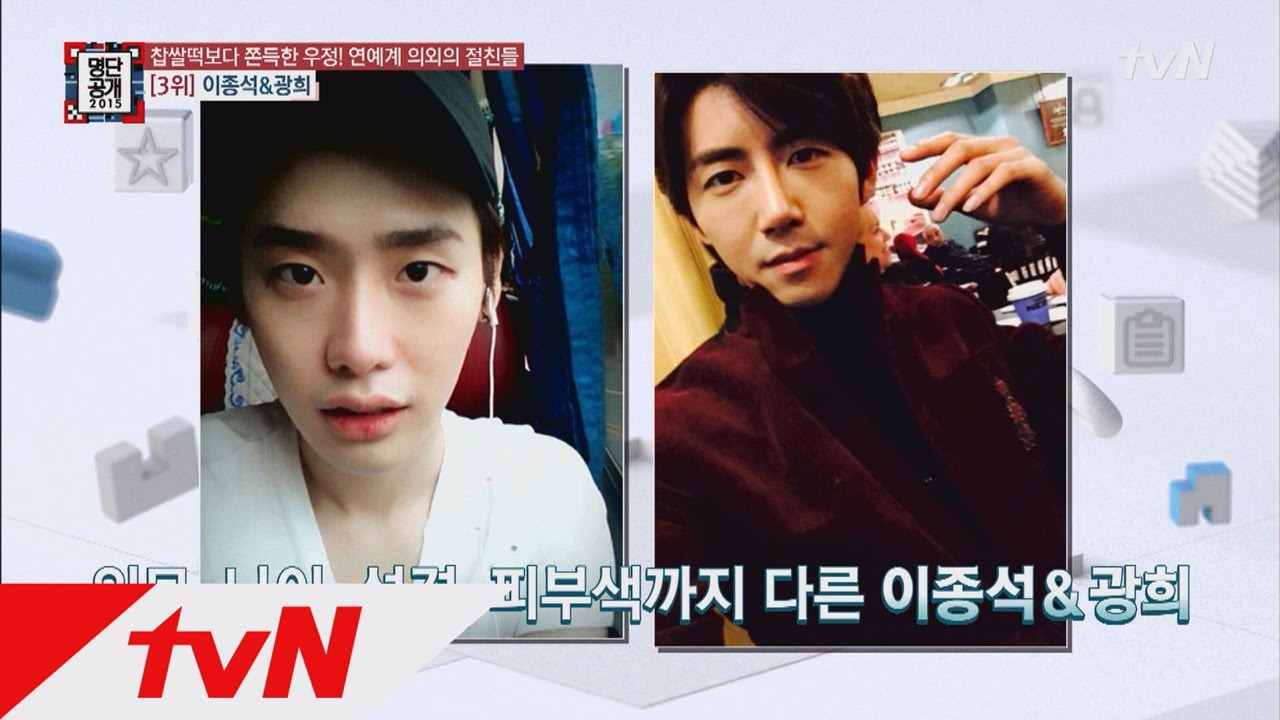 명단
공개
2015
찹쌀떡보다 쫀득한 우정! 연예계 의외의 절친들
[3위] 이종석&광희
tvN
피부색까지 다른 이종석&광희
tvN